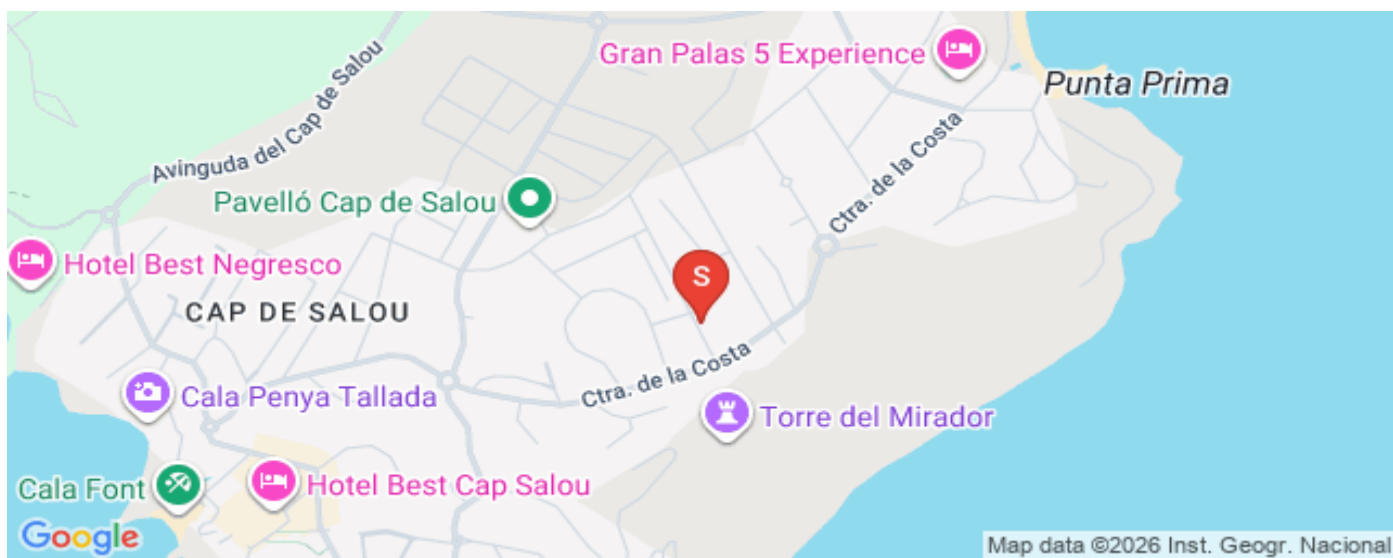 Gran Palas 5 Experience
Punta Prima
Avinguda del Cap de Salou
Ctra. de la Costa
Pavelló Cap de Salou
Hotel Best Negresco
S
CAP DE SALOU
Ctra. de la Costa
Cala Penya Tallada
Torre del Mirador
Cala Font
Hotel Best Cap Salou
Google
Map data ©2026 Inst. Geogr. Nacional